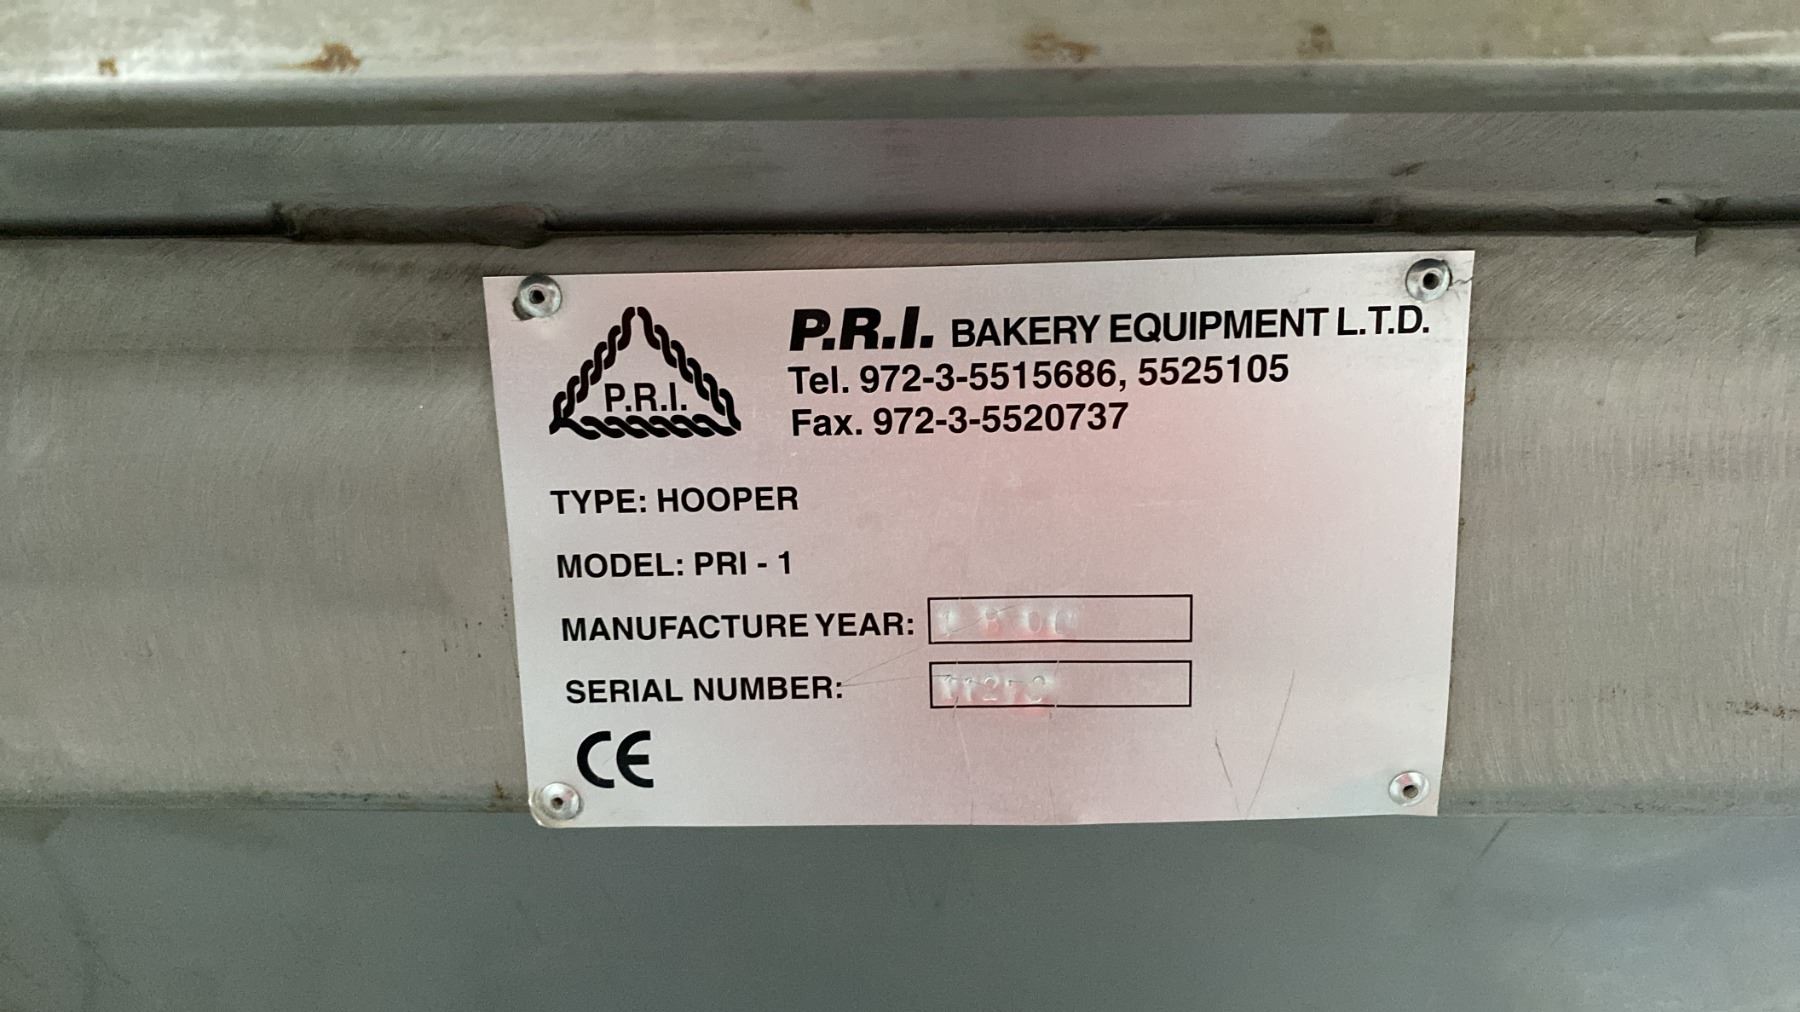 P.R.I.
P.R.I. BAKERY EQUIPMENT L.T.D.
Tel. 972-3-5515686, 5525105
Fax. 972-3-5520737
TYPE: HOOPER
MODEL: PRI - 1
MANUFACTURE YEAR:
SERIAL NUMBER:
CE